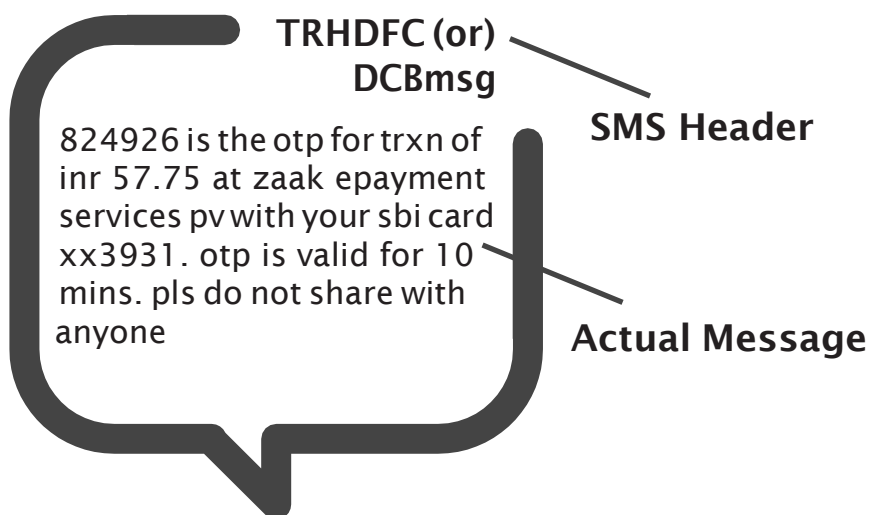 TRHDFC (or)
DCBmsg
SMS Header
824926 is the otp for trxn of
inr 57.75 at zaak epayment
services pv with your sbi card
xx3931. otp is valid for 10
mins. pls do not share with
anyone
Actual Message